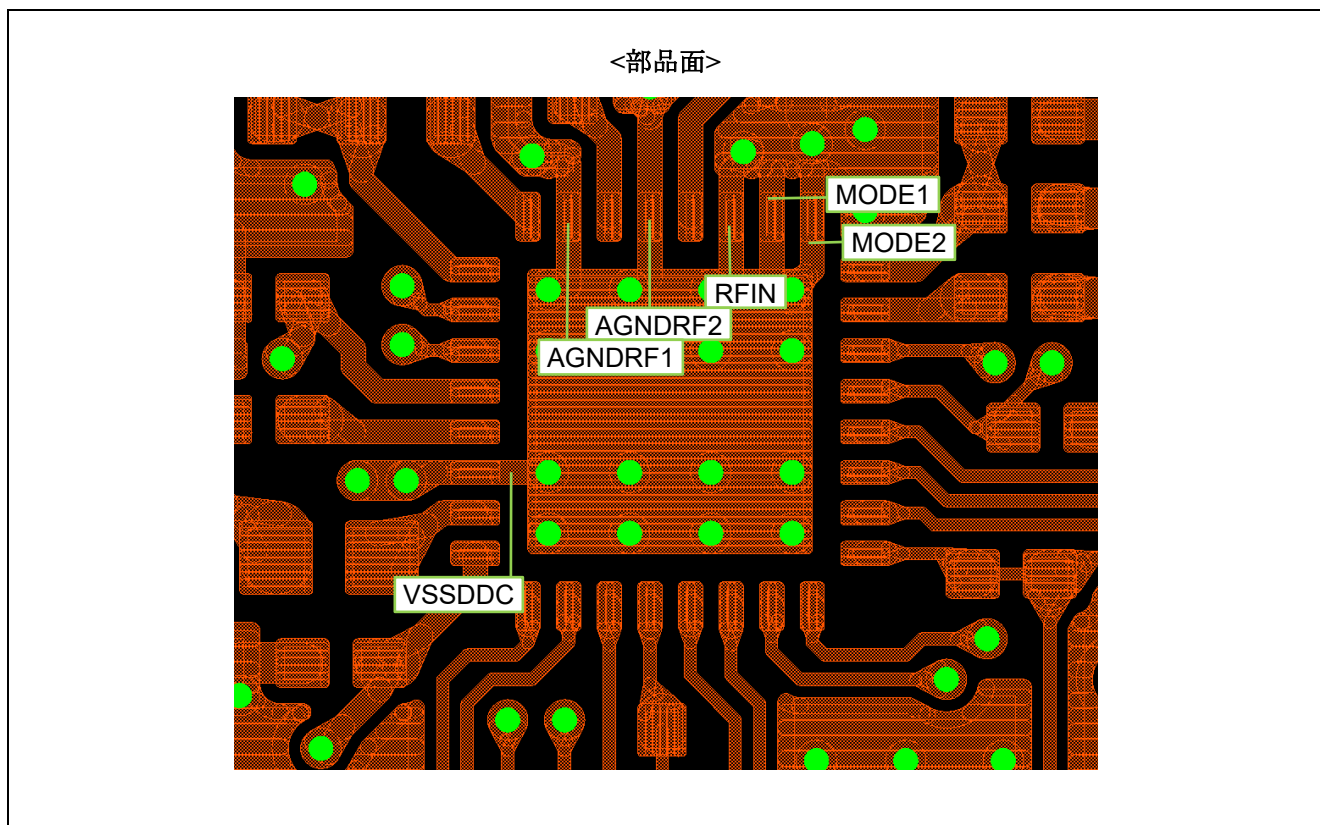 <部品面>
MODE1
MODE2
RFIN
AGNDRF2
AGNDRF1
VSSDDC